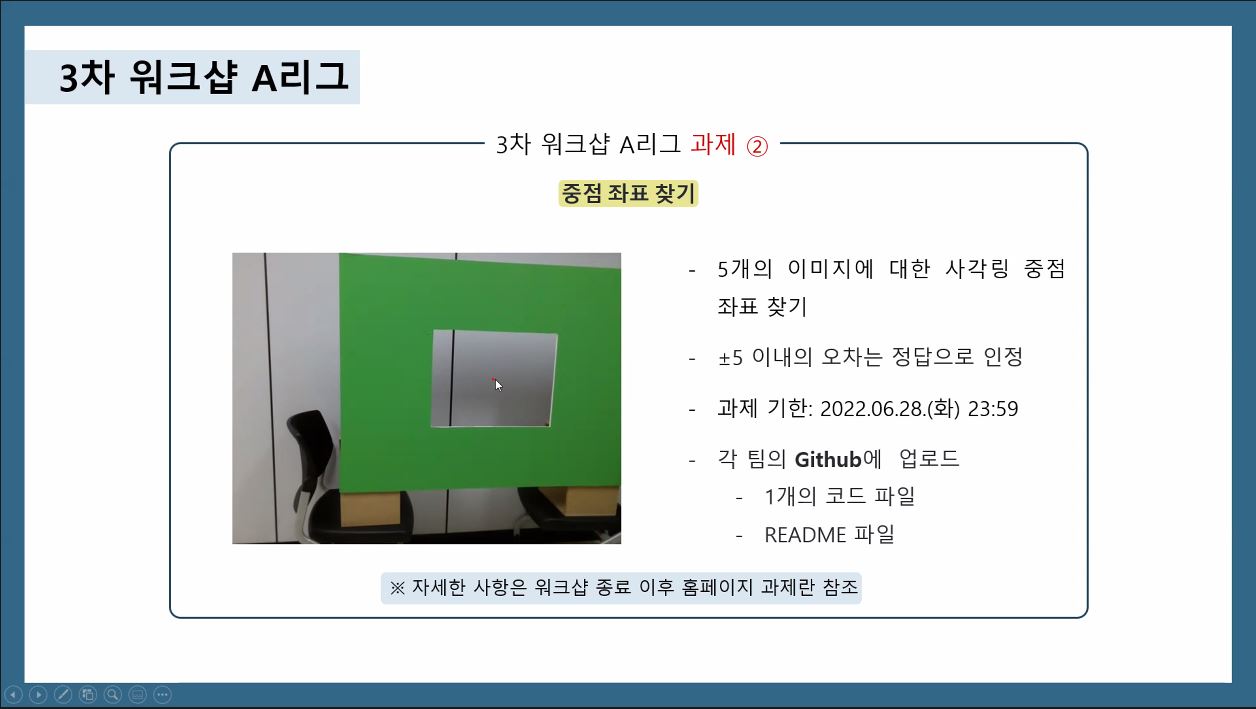 3차 워크샵 A리그
3차 워크샵 A리그 과제 ②
중점 좌표 찾기
- 5개의 이미지에 대한 사각링 중점
좌표 찾기
- ±5 이내의 오차는 정답으로 인정
- 과제 기한: 2022.06.28.(화) 23:59
- 각 팀의 Github에 업로드
- 1개의 코드 파일
- README 파일
※ 자세한 사항은 워크샵 종료 이후 홈페이지 과제란 참조